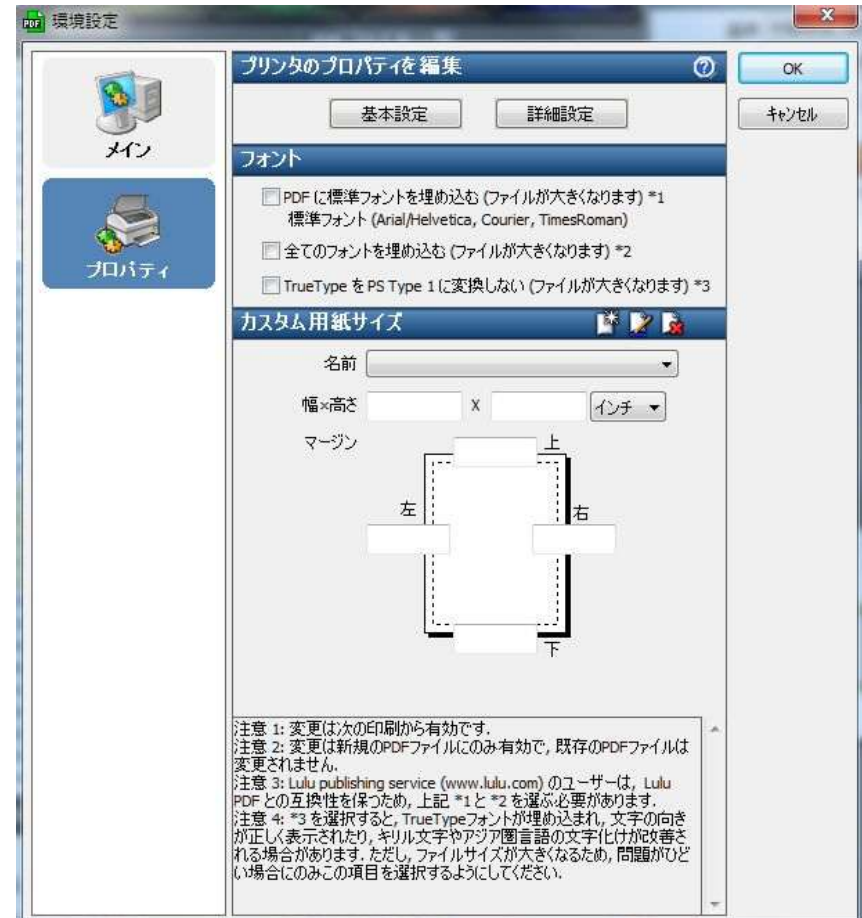 PDF 環境設定
メイン
プロパティ
プリンタのプロパティを編集
OK
キャンセル
基本設定
詳細設定
フォント
PDF に標準フォントを埋め込む (ファイルが大きくなります) *1
標準フォント (Arial/Helvetica, Courier, TimesRoman)
全てのフォントを埋め込む (ファイルが大きくなります) *2
TrueType を PS Type 1 に変換しない (ファイルが大きくなります) *3
カスタム用紙サイズ
名前
幅×高さ
X
インチ
マージン
上
左
右
下
注意 1: 変更は次の印刷から有効です.
注意 2: 変更は新規のPDFファイルにのみ有効で, 既存のPDFファイルは
変更されません.
注意 3: Lulu publishing service (www.lulu.com) のユーザーは, Lulu
PDF との互換性を保つため, 上記 *1 と *2 を選ぶ必要があります.
注意 4: *3 を選択すると, TrueTypeフォントが埋め込まれ, 文字の向き
が正しく表示されたり, キリル文字やアジア圏言語の文字化けが改善さ
れる場合があります. ただし, ファイルサイズが大きくなるため, 問題がひど
い場合にのみこの項目を選択するようにしてください.